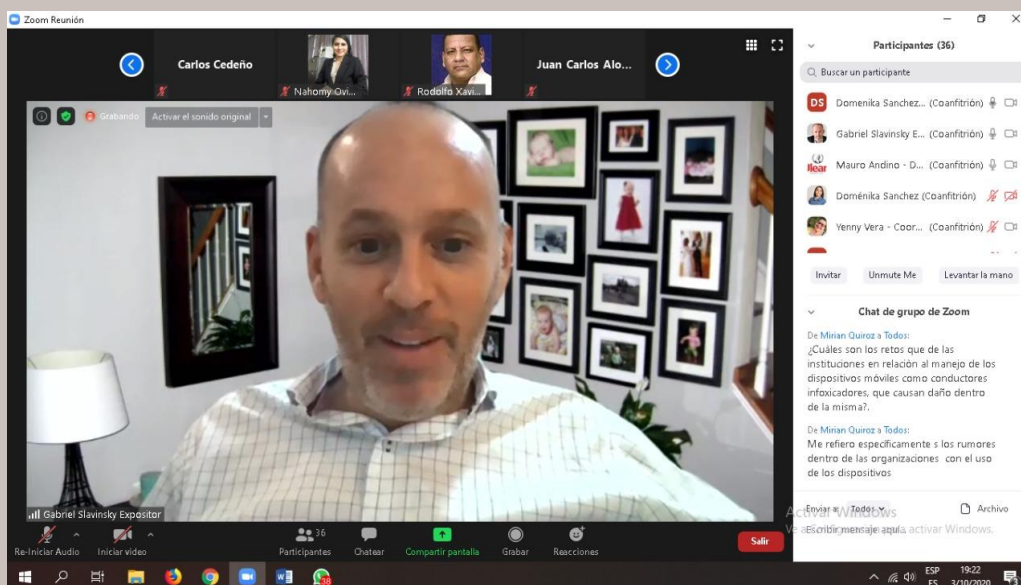 Zoom Reunión
Carlos Cedeño
Nahomy Ovi...
Rodolfo Xavi...
Juan Carlos Alo...
Grabando
Activar el sonido original
Gabriel Slavinsky Expositor
Re-Iniciar Audio
Iniciar video
36
Participantes
Chatear
Compartir pantalla
Grabar
Reacciones
Salir
Participantes (36)
Buscar un participante
DS Domenika Sanchez... (Coanfitrión)
Gabriel Slavinsky E... (Coanfitrión)
Mauro Andino - D... (Coanfitrión)
Doménika Sanchez (Coanfitrión)
Yenny Vera - Coor... (Coanfitrión)
Invitar Unmute Me Levantar la mano
Chat de grupo de Zoom
De Mirian Quiroz a Todos:
¿Cuáles son los retos que de las
instituciones en relación al manejo de los
dispositivos móviles como conductores
infoxicadores, que causan daño dentro
de la misma?.
De Mirian Quiroz a Todos:
Me refiero específicamente s los rumores
dentro de las organizaciones con el uso
de los dispositivos
Enviar a: Todos
Archivo
Activar Windows
Escribir mensaje aquí... activar Windows.
38
ESP
ES
19:22
3/10/2020
3